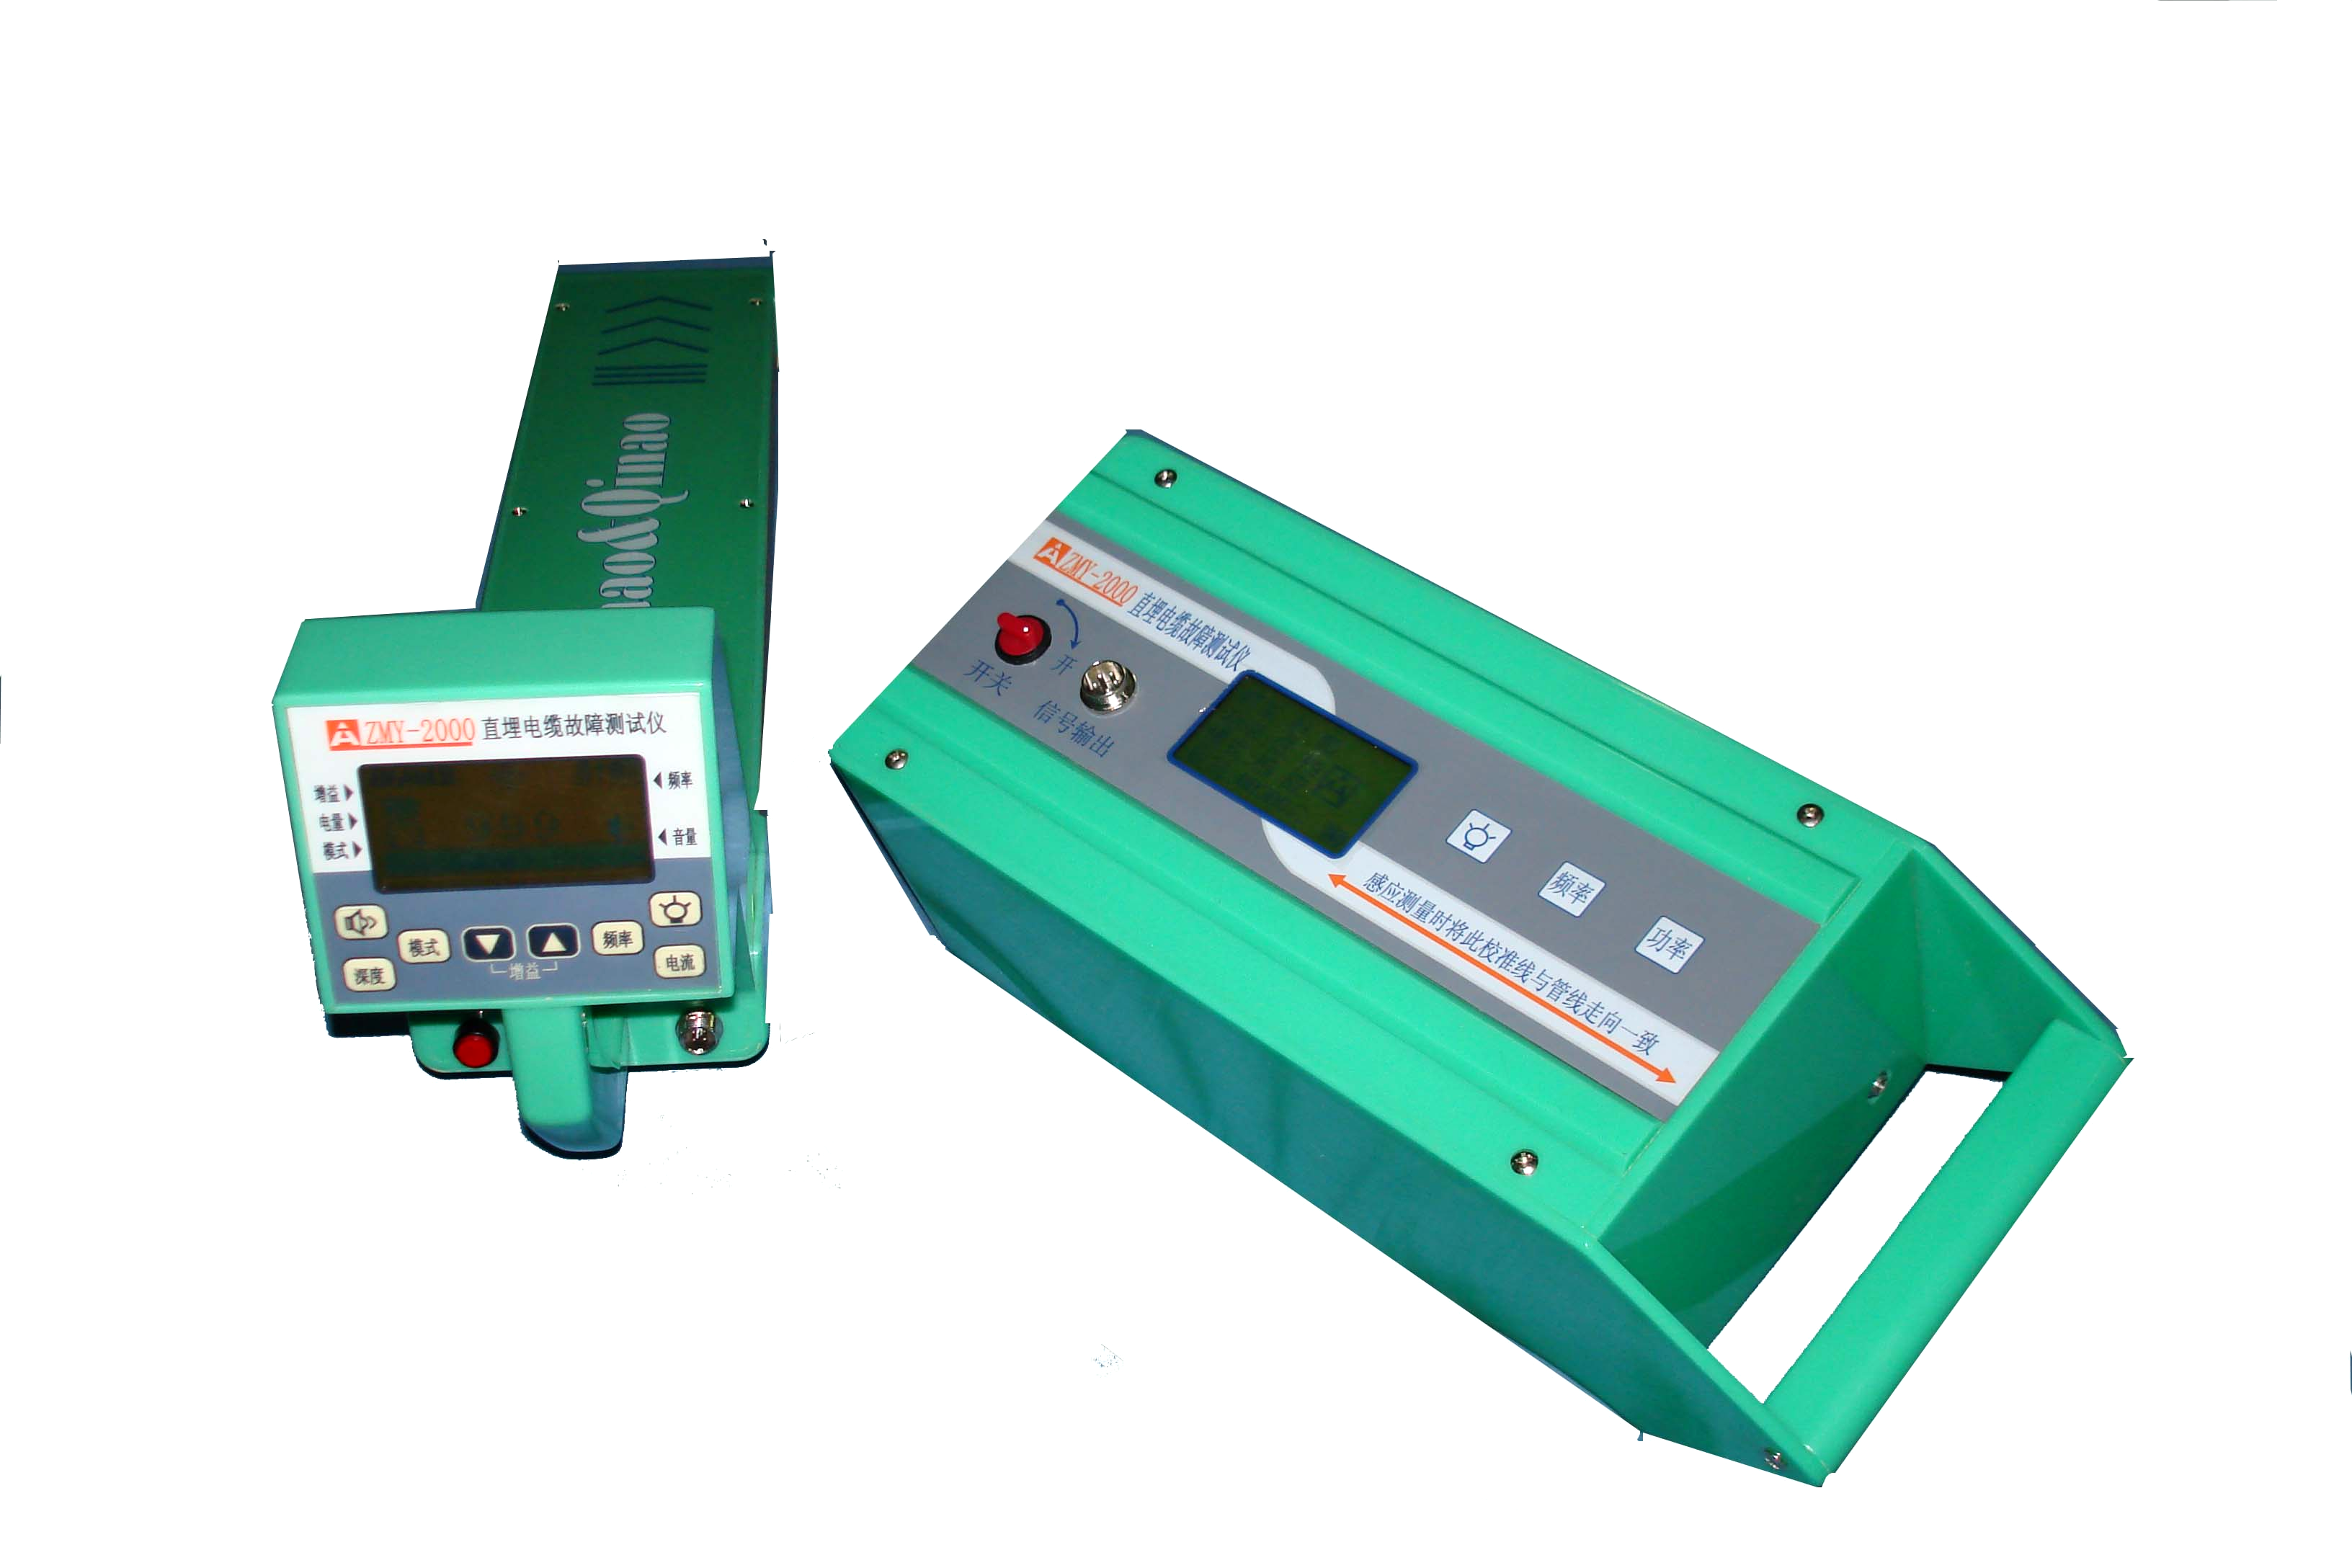 ao&Qinao
ZMY-2000 直埋电缆故障测试仪
增益
电量
模式
频率
音量
模式
频率
深度
增益
电流
ZMY-2000 直埋电缆故障测试仪
开
开关
信号输出
频率
功率
感应测量时将此校准线与管线走向一致